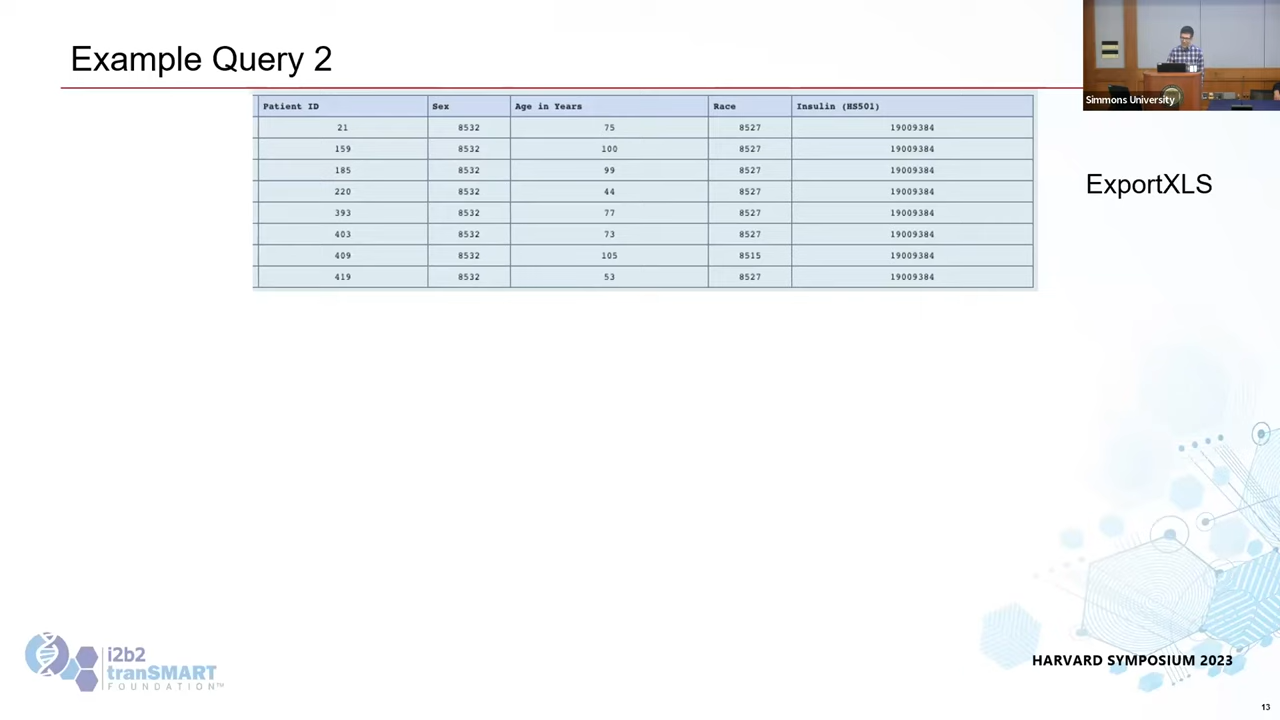 Example Query 2
Simmons University
Patient ID Sex Age in Years Race Insulin (HS501)
21 8532 75 8527 19009384
159 8532 100 8527 19009384
185 8532 99 8527 19009384
220 8532 44 8527 19009384
393 8532 77 8527 19009384
403 8532 73 8527 19009384
409 8532 105 8515 19009384
419 8532 53 8527 19009384
ExportXLS
i2b2
tranSMART
FOUNDATION™
HARVARD SYMPOSIUM 2023
13